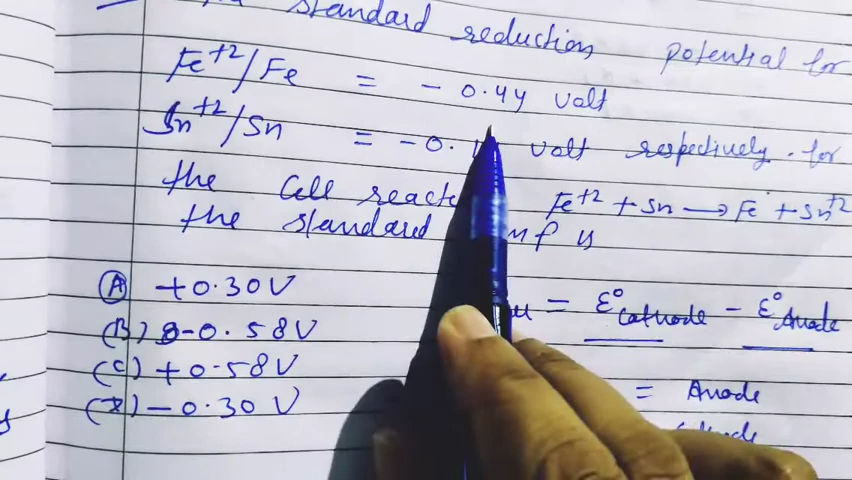 standard reduction potential for
Fe+2/Fe = - 0.44 volt
Sn+2/Sn = -0. volt respectively. for
the Cell reacte Fe+2 + Sn → Fe + Sn+2
the standard mf is
(A) +0.30V
(B) -0.58V
(C) +0.58V
-0.30 V
= ε°Cathode - ε°Anode
= Anode